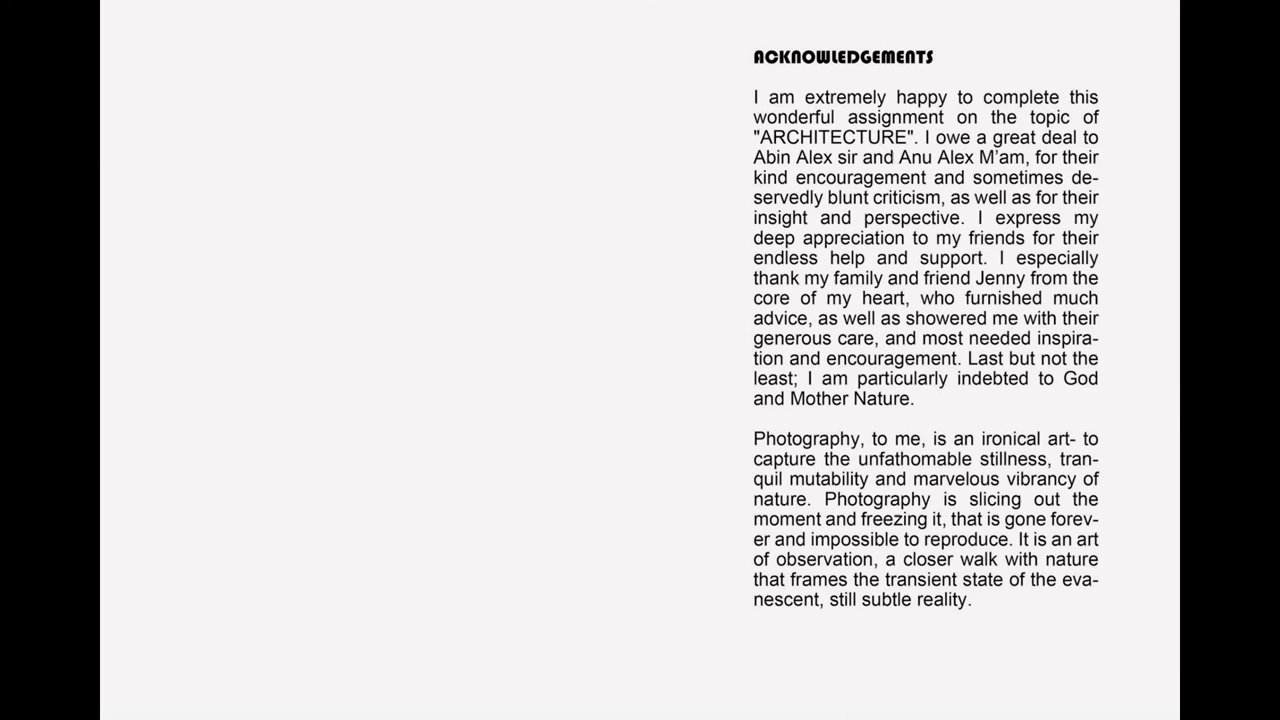 ACKNOWLEDGEMENTS
I am extremely happy to complete this
wonderful assignment on the topic of
"ARCHITECTURE". I owe a great deal to
Abin Alex sir and Anu Alex M’am, for their
kind encouragement and sometimes de-
servedly blunt criticism, as well as for their
insight and perspective. I express my
deep appreciation to my friends for their
endless help and support. I especially
thank my family and friend Jenny from the
core of my heart, who furnished much
advice, as well as showered me with their
generous care, and most needed inspira-
tion and encouragement. Last but not the
least; I am particularly indebted to God
and Mother Nature.
Photography, to me, is an ironical art- to
capture the unfathomable stillness, tran-
quil mutability and marvelous vibrancy of
nature. Photography is slicing out the
moment and freezing it, that is gone forev-
er and impossible to reproduce. It is an art
of observation, a closer walk with nature
that frames the transient state of the eva-
nescent, still subtle reality.